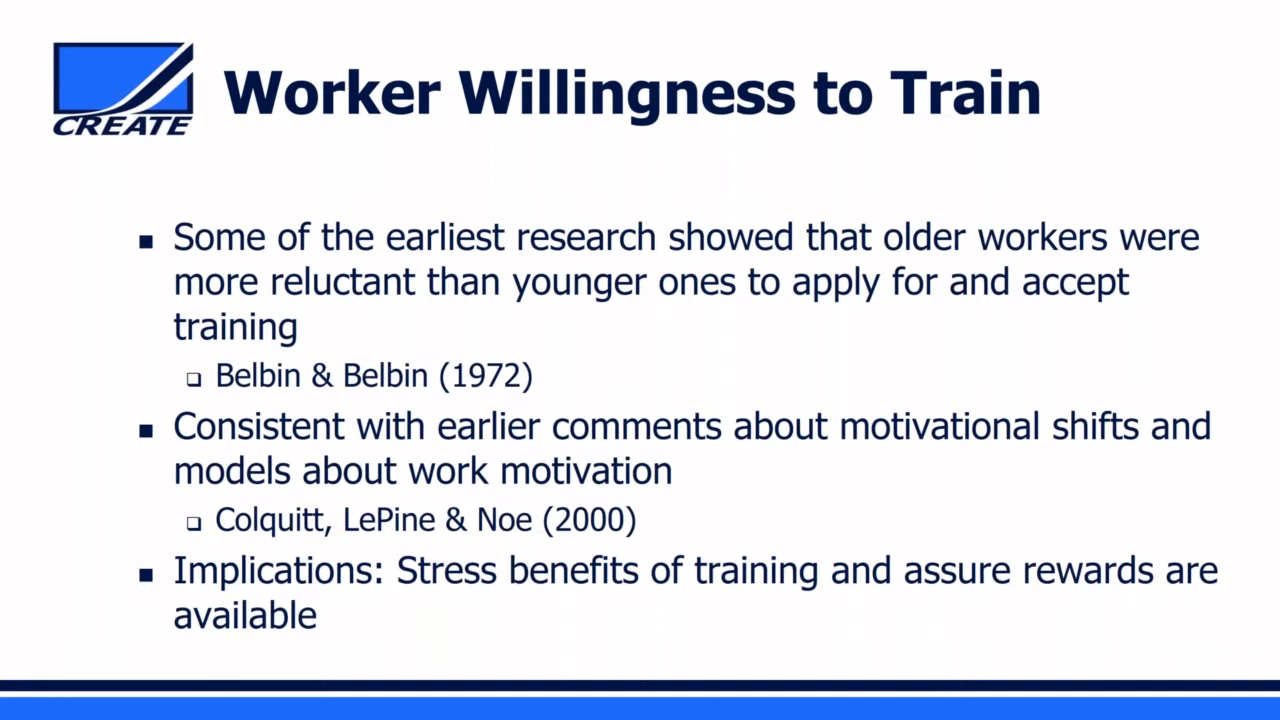 CREATE
Worker Willingness to Train
■ Some of the earliest research showed that older workers were
more reluctant than younger ones to apply for and accept
training
❑ Belbin & Belbin (1972)
■ Consistent with earlier comments about motivational shifts and
models about work motivation
❑ Colquitt, LePine & Noe (2000)
■ Implications: Stress benefits of training and assure rewards are
available